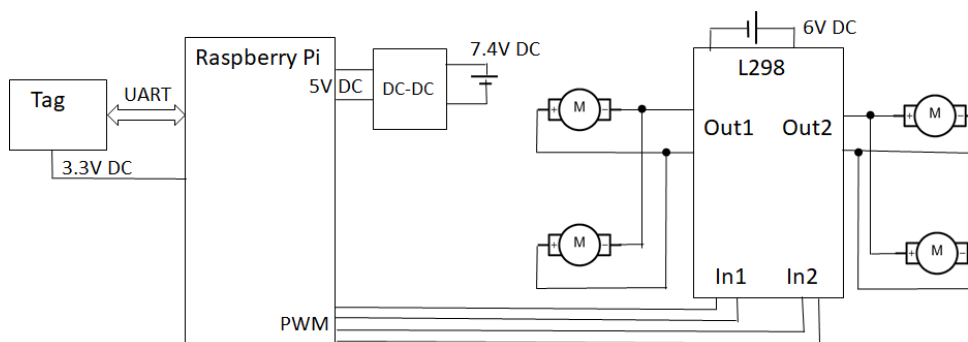 6V DC
Raspberry Pi
7.4V DC
L298
5V DC
DC-DC
Tag
UART
+ M -
+ M -
Out1
Out2
3.3V DC
+ M -
+ M -
In1
In2
PWM